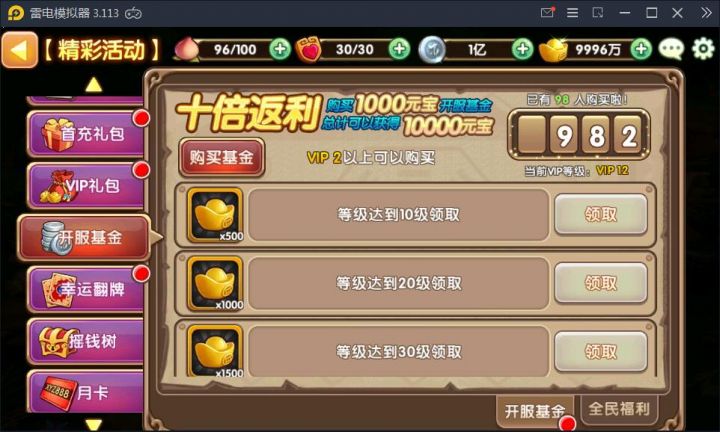 雷电模拟器 3.113
【精彩活动】
96/100
30/30
1亿
9996万
首充礼包
VIP礼包
开服基金
幸运翻牌
摇钱树
月卡
十倍返利
购买1000元宝开服基金
总计可以获得10000元宝
已有 98 人购买啦!
982
当前VIP等级: VIP 12
购买基金
VIP 2以上可以购买
x500
等级达到10级领取
领取
x1000
等级达到20级领取
领取
x1500
等级达到30级领取
领取
开服基金
全民福利